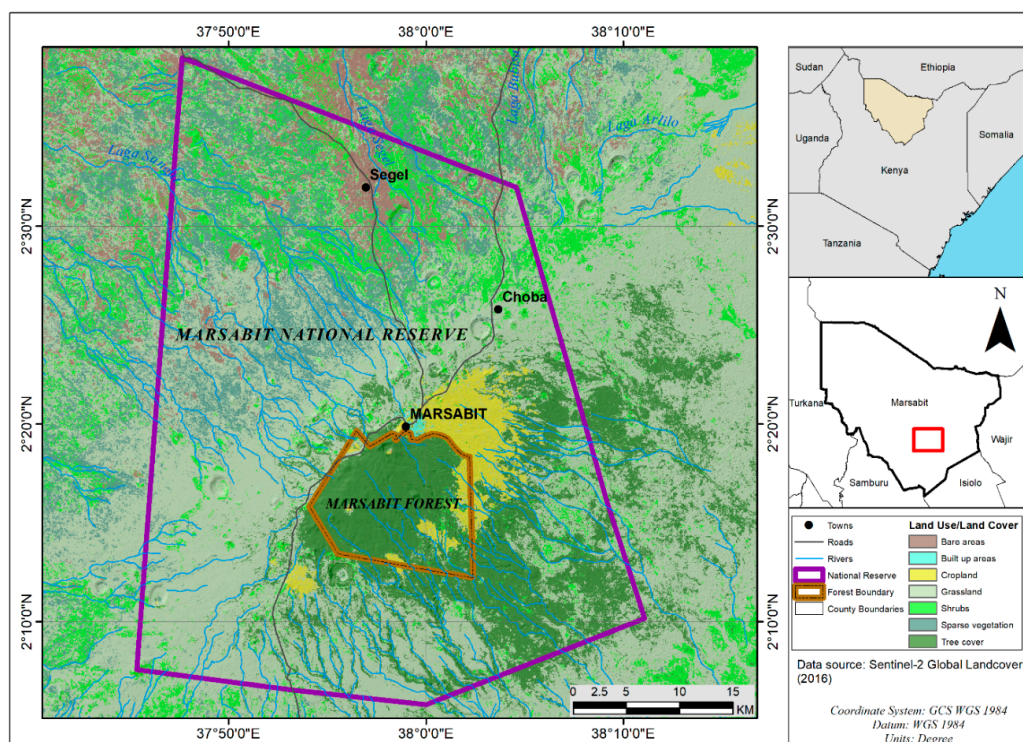 37°50'0"E
38°0'0"E
38°10'0"E
2°30'0"N
2°20'0"N
2°10'0"N
Laga
Laga Arlilo
Laga
Segel
Choba
MARSABIT NATIONAL RESERVE
MARSABIT
MARSABIT FOREST
0 2.5 5 10 15
KM
37°50'0"E
38°0'0"E
38°10'0"E
2°30'0"N
2°20'0"N
2°10'0"N
Sudan
Ethiopia
Uganda
Somalia
Kenya
Tanzania
N
Turkana
Marsabit
Wajir
Samburu
Isiolo
Towns
Roads
Rivers
National Reserve
Forest Boundary
County Boundaries
Land Use/Land Cover
Bare areas
Built up areas
Cropland
Grassland
Shrubs
Sparse vegetation
Tree cover
Data source: Sentinel-2 Global Landcover
(2016)
Coordinate System: GCS WGS 1984
Datum: WGS 1984
Units: Degree